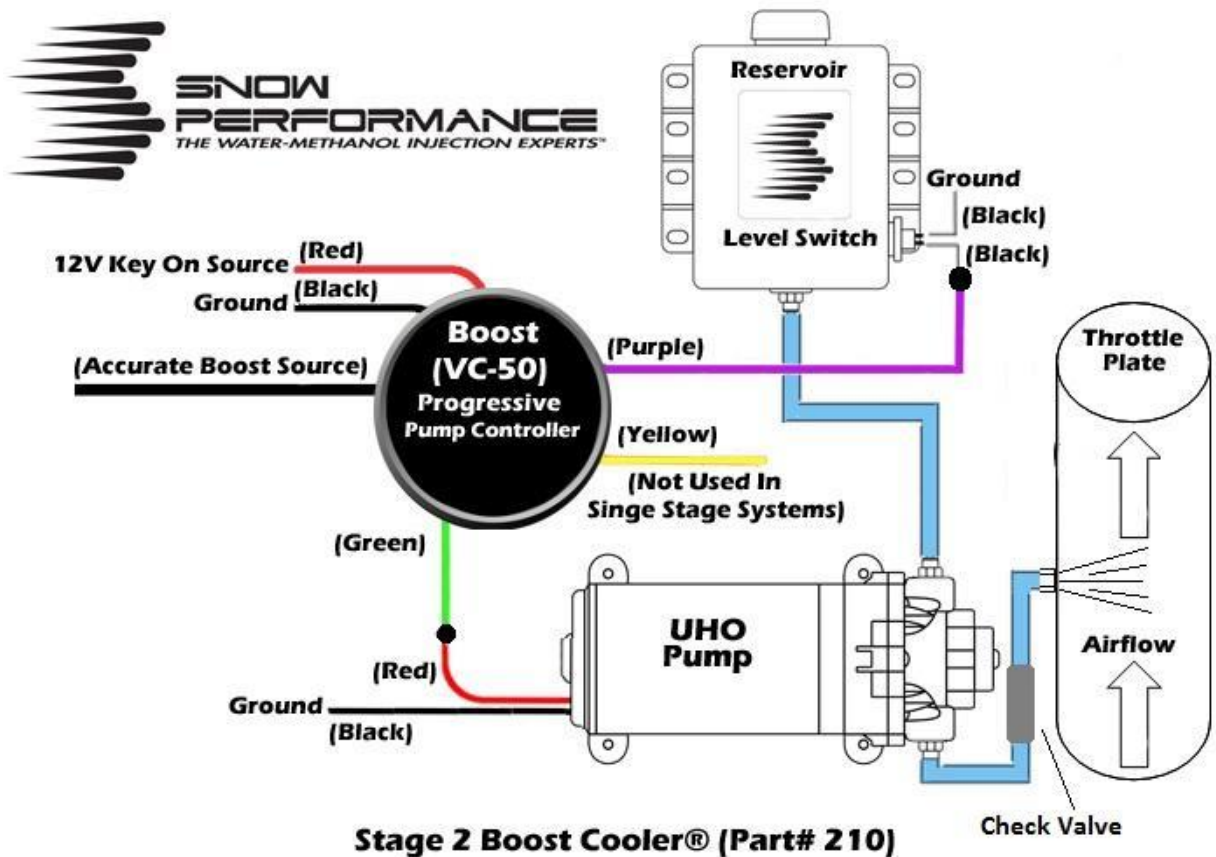 SNOW
PERFORMANCE
THE WATER-METHANOL INJECTION EXPERTS™
Reservoir
Level Switch
Ground
(Black)
(Black)
12V Key On Source
(Red)
Ground
(Black)
(Accurate Boost Source)
Boost
(VC-50)
Progressive
Pump Controller
(Purple)
(Yellow)
(Not Used In
Singe Stage Systems)
(Green)
(Red)
Ground
(Black)
UHO
Pump
Throttle
Plate
Airflow
Check Valve
Stage 2 Boost Cooler® (Part# 210)